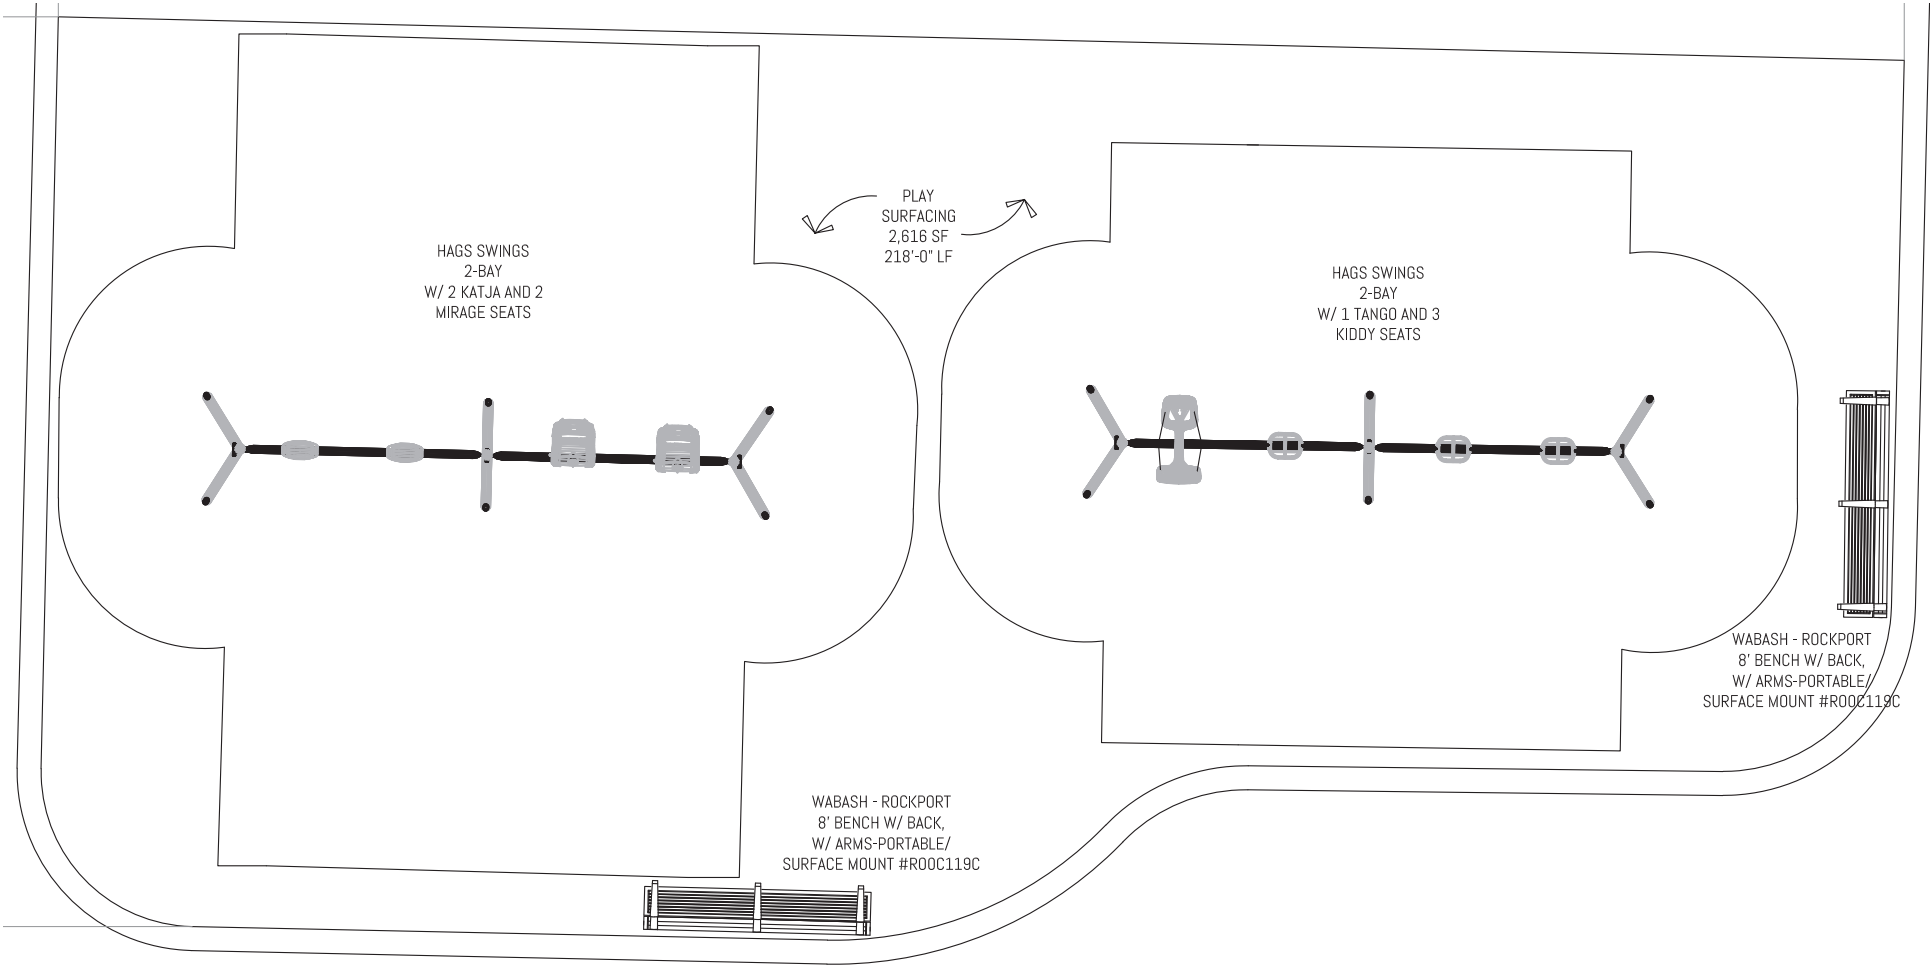 PLAY
SURFACING
2,616 SF
218'-0" LF
HAGS SWINGS
2-BAY
W/ 2 KATJA AND 2
MIRAGE SEATS
HAGS SWINGS
2-BAY
W/ 1 TANGO AND 3
KIDDY SEATS
WABASH - ROCKPORT
8' BENCH W/ BACK,
W/ ARMS-PORTABLE/
SURFACE MOUNT #ROOC119C
WABASH - ROCKPORT
8' BENCH W/ BACK,
W/ ARMS-PORTABLE/
SURFACE MOUNT #ROOC119C